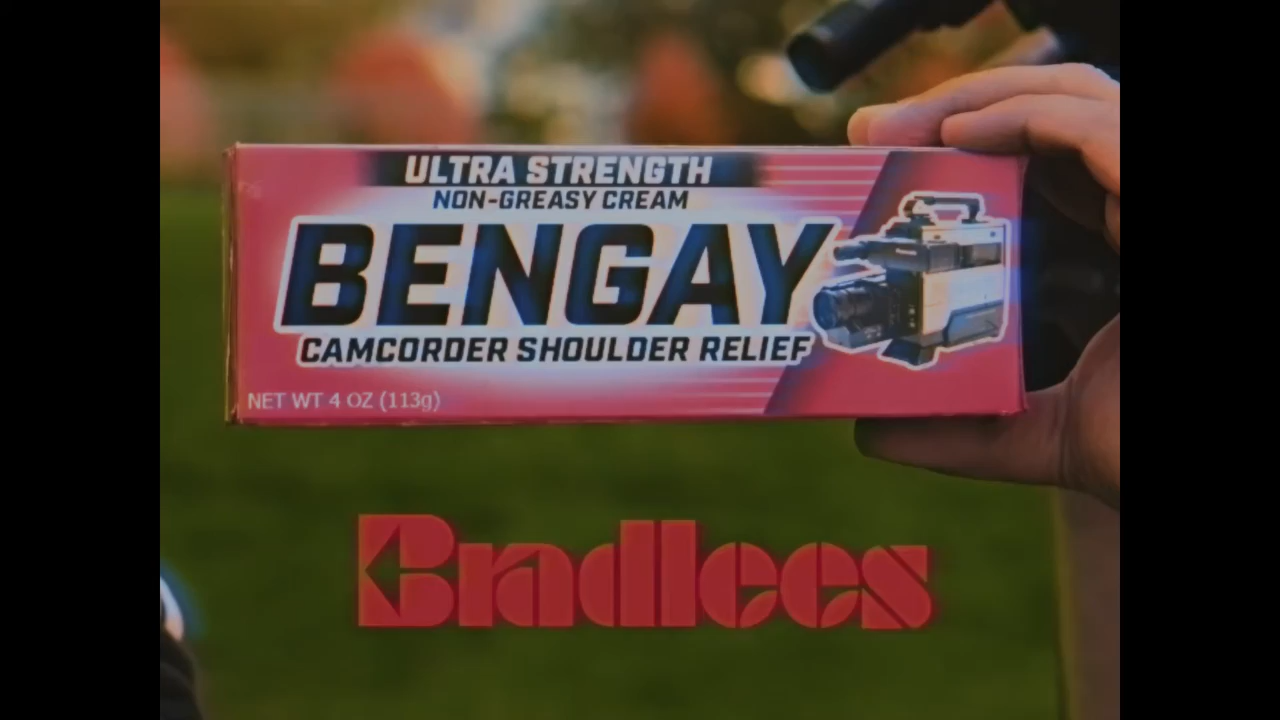 ULTRA STRENGTH
NON-GREASY CREAM
BENGAY
CAMCORDER SHOULDER RELIEF
NET WT 4 OZ (113g)
Bradlees